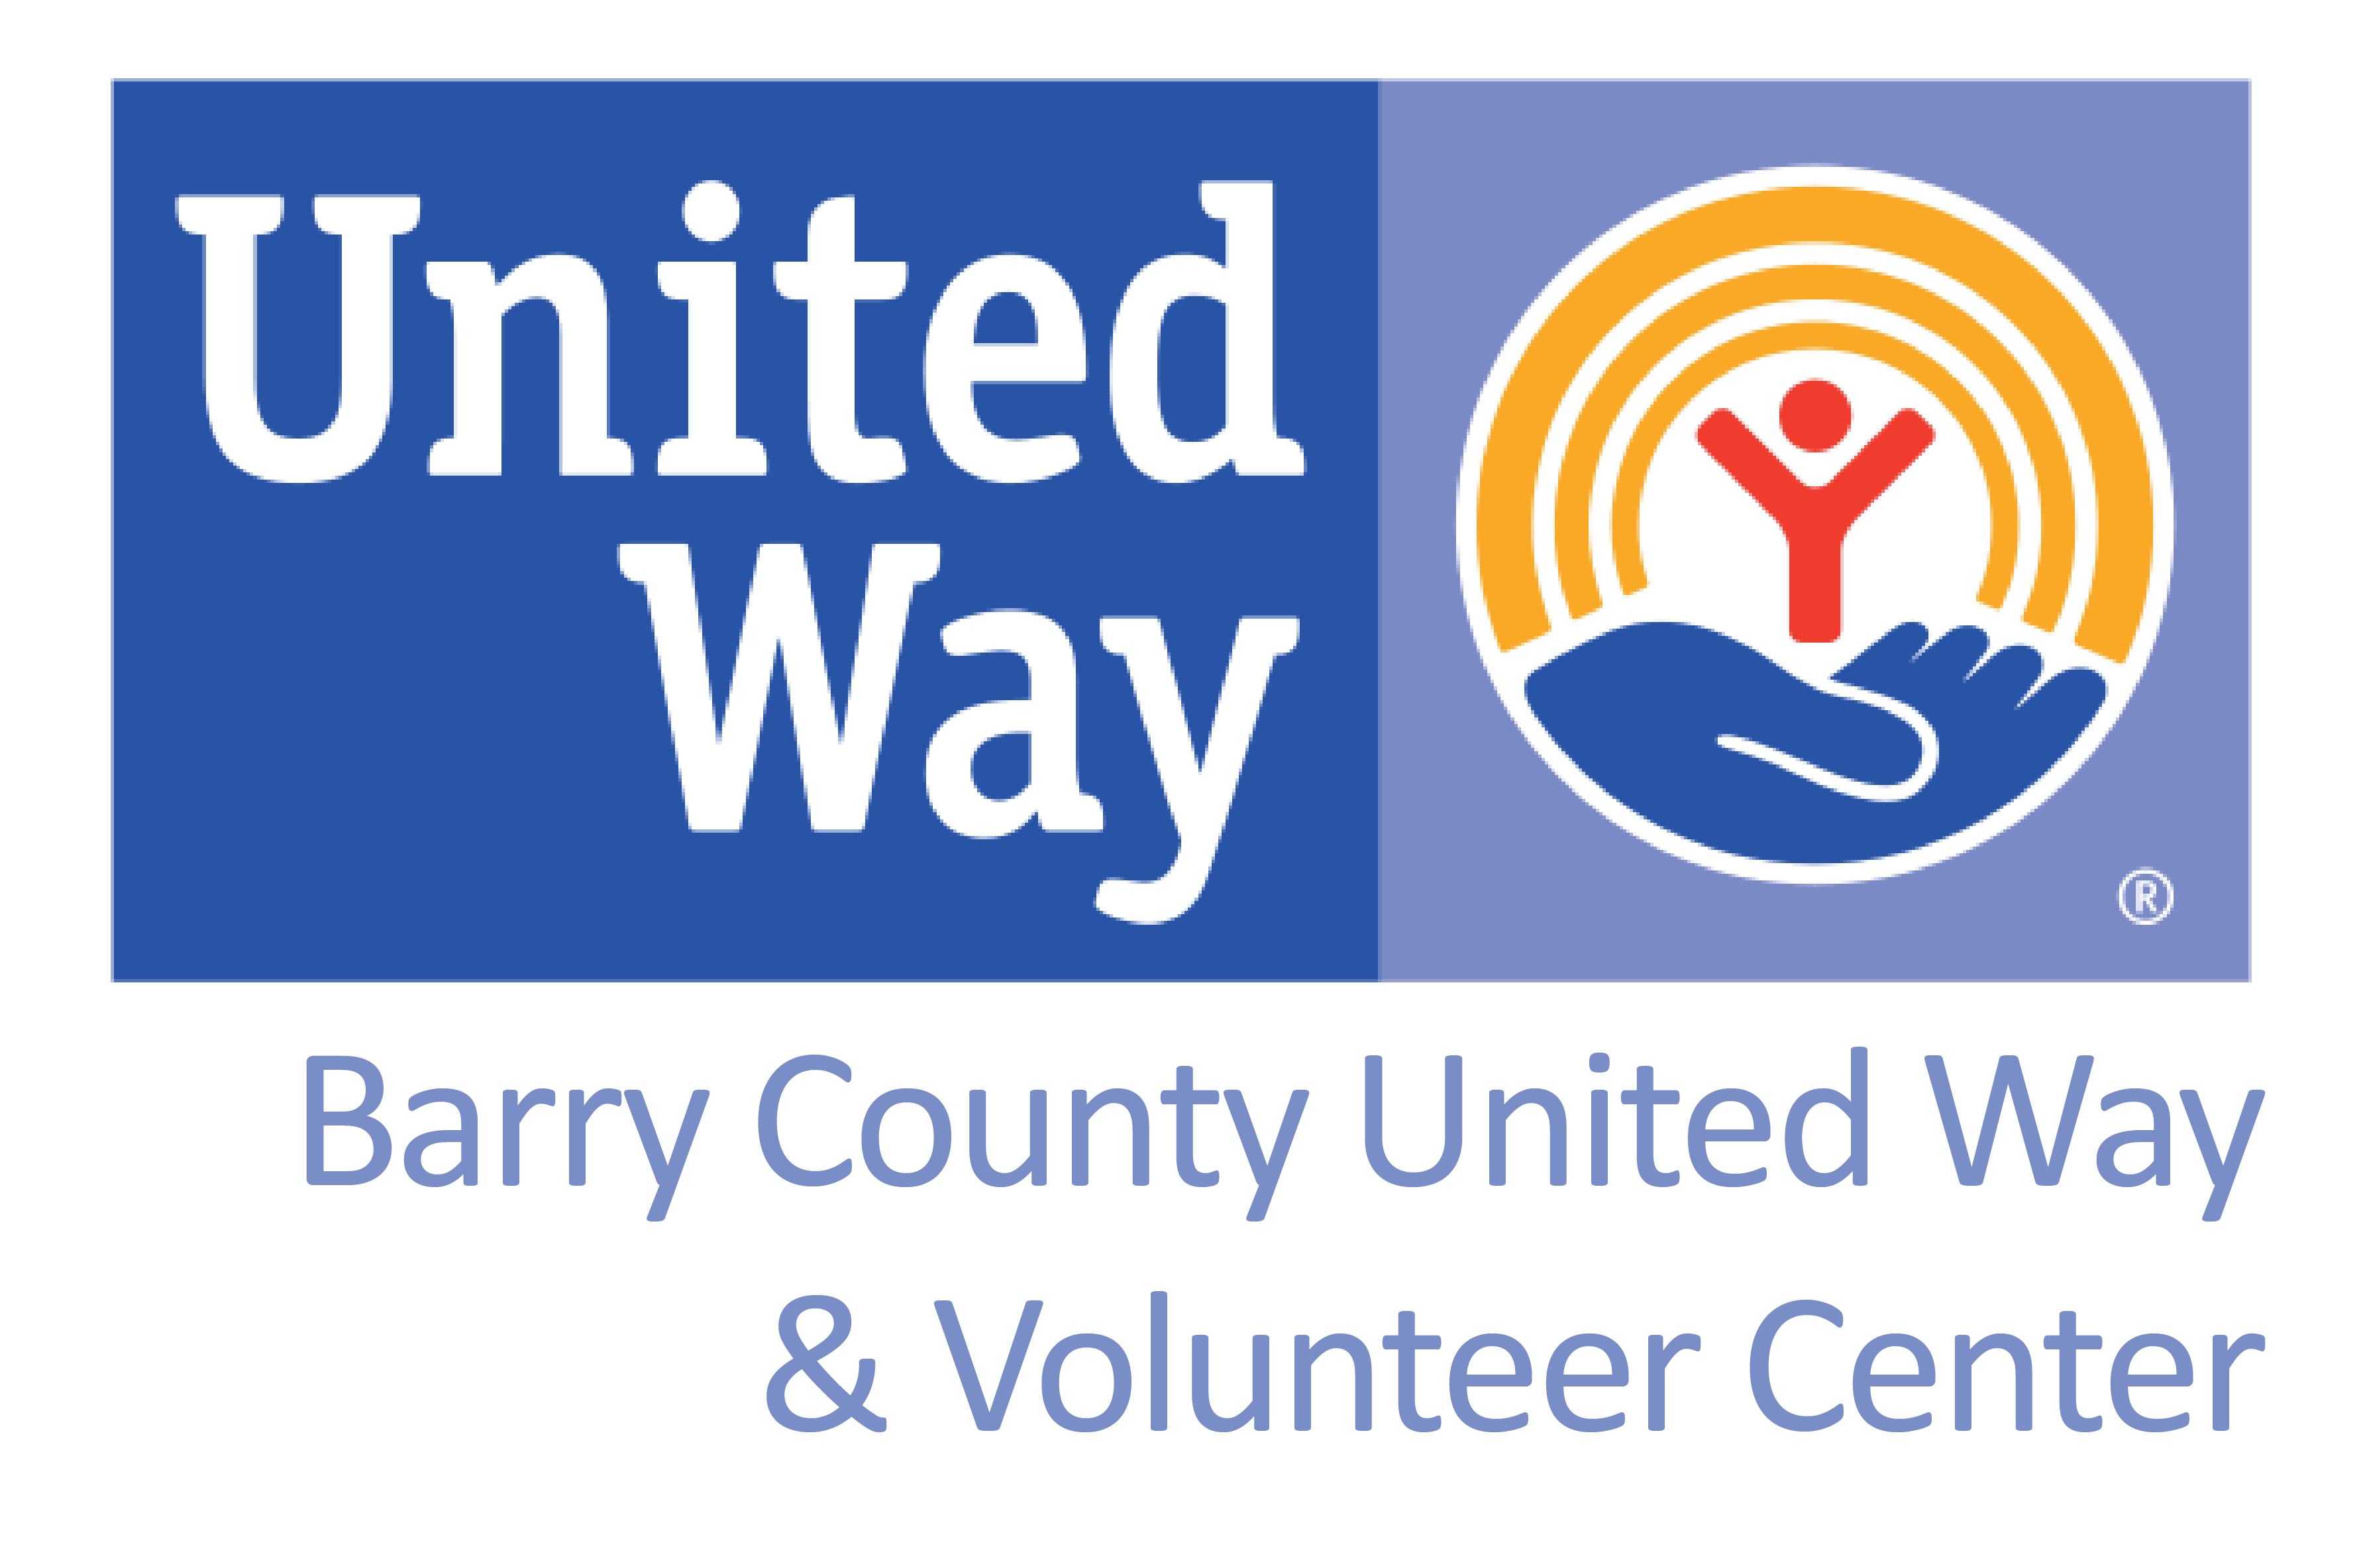 United
Way
®
Barry County United Way
& Volunteer Center